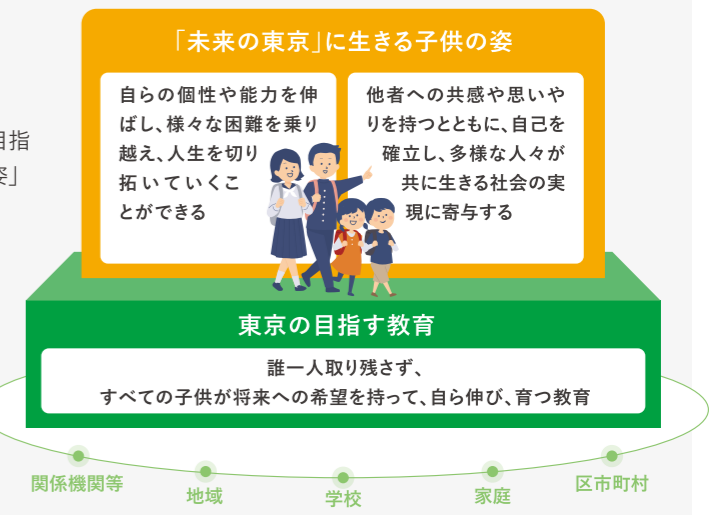 「未来の東京」に生きる子供の姿
自らの個性や能力を伸
ばし、様々な困難を乗り
越え、人生を切り
拓いていくこ
とができる
他者への共感や思いや
りを持つとともに、自己を
確立し、多様な人々が
共に生きる社会の実
現に寄与する
目指
姿」
東京の目指す教育
誰一人取り残さず、
すべての子供が将来への希望を持って、自ら伸び、育つ教育
関係機関等
地域
学校
家庭
区市町村